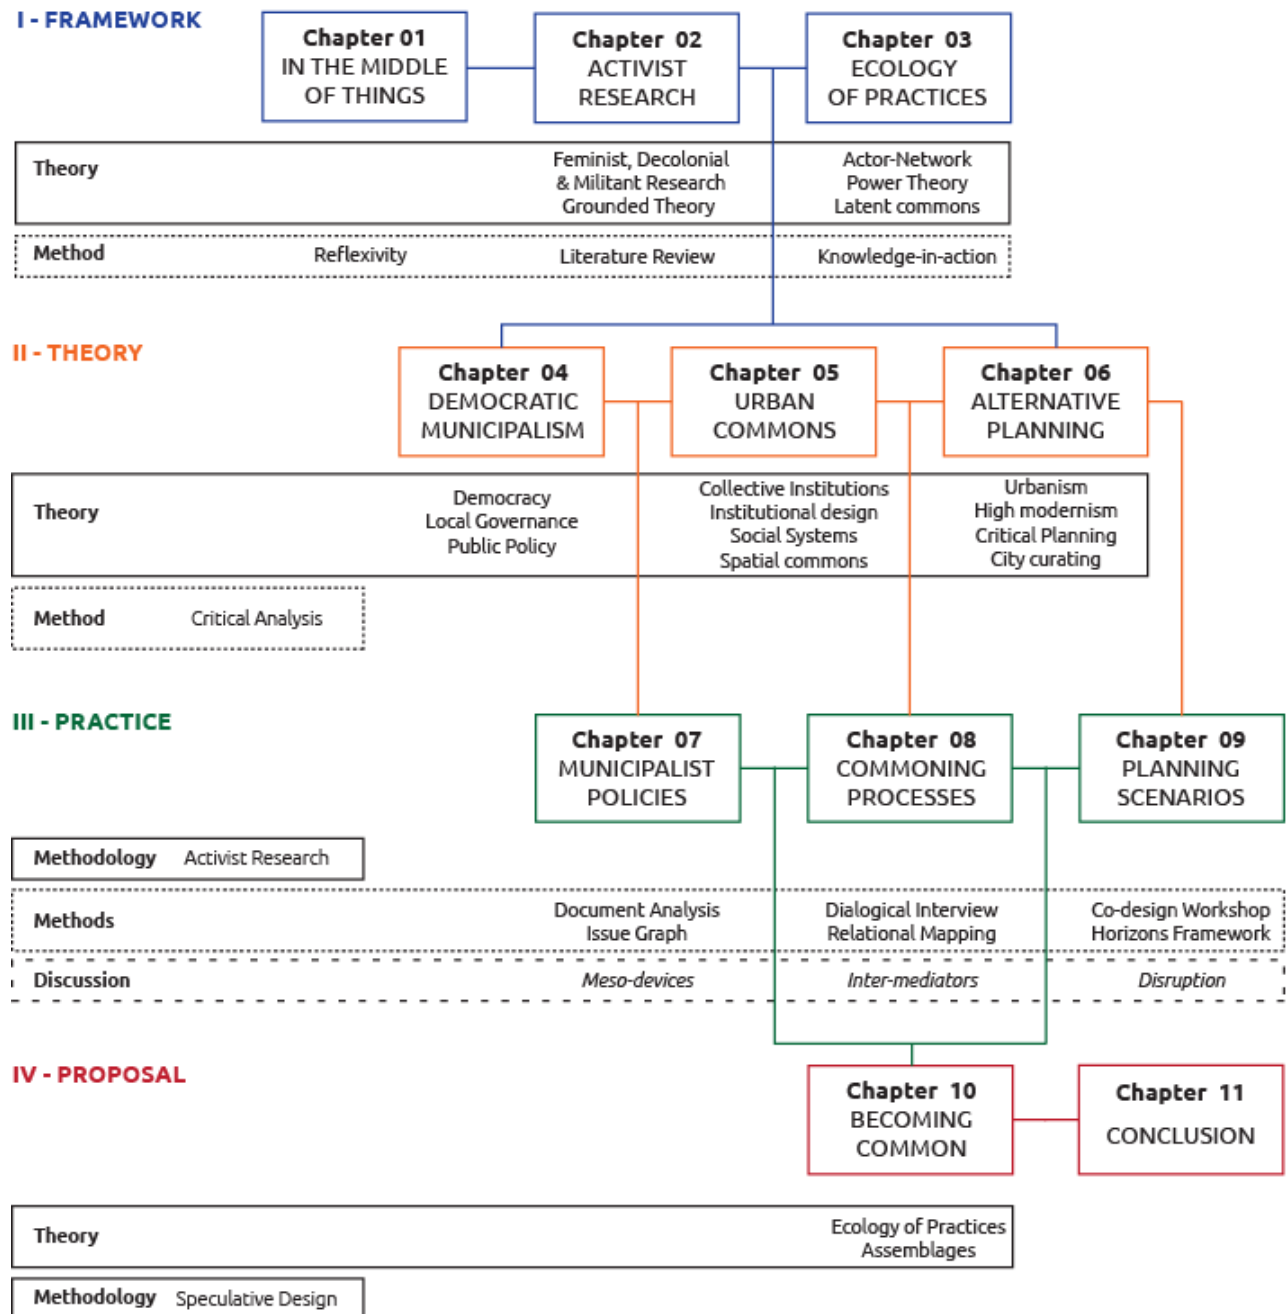 I - FRAMEWORK
Chapter 01
IN THE MIDDLE
OF THINGS
Chapter 02
ACTIVIST
RESEARCH
Chapter 03
ECOLOGY
OF PRACTICES
Theory
Feminist, Decolonial
& Militant Research
Grounded Theory
Actor-Network
Power Theory
Latent commons
Method
Reflexivity
Literature Review
Knowledge-in-action
II - THEORY
Chapter 04
DEMOCRATIC
MUNICIPALISM
Chapter 05
URBAN
COMMONS
Chapter 06
ALTERNATIVE
PLANNING
Theory
Democracy
Local Governance
Public Policy
Collective Institutions
Institutional design
Social Systems
Spatial commons
Urbanism
High modernism
Critical Planning
City curating
Method
Critical Analysis
III - PRACTICE
Chapter 07
MUNICIPALIST
POLICIES
Chapter 08
COMMONING
PROCESSES
Chapter 09
PLANNING
SCENARIOS
Methodology
Activist Research
Methods
Document Analysis
Issue Graph
Dialogical Interview
Relational Mapping
Co-design Workshop
Horizons Framework
Discussion
Meso-devices
Inter-mediators
Disruption
IV - PROPOSAL
Chapter 10
BECOMING
COMMON
Chapter 11
CONCLUSION
Theory
Ecology of Practices
Assemblages
Methodology
Speculative Design